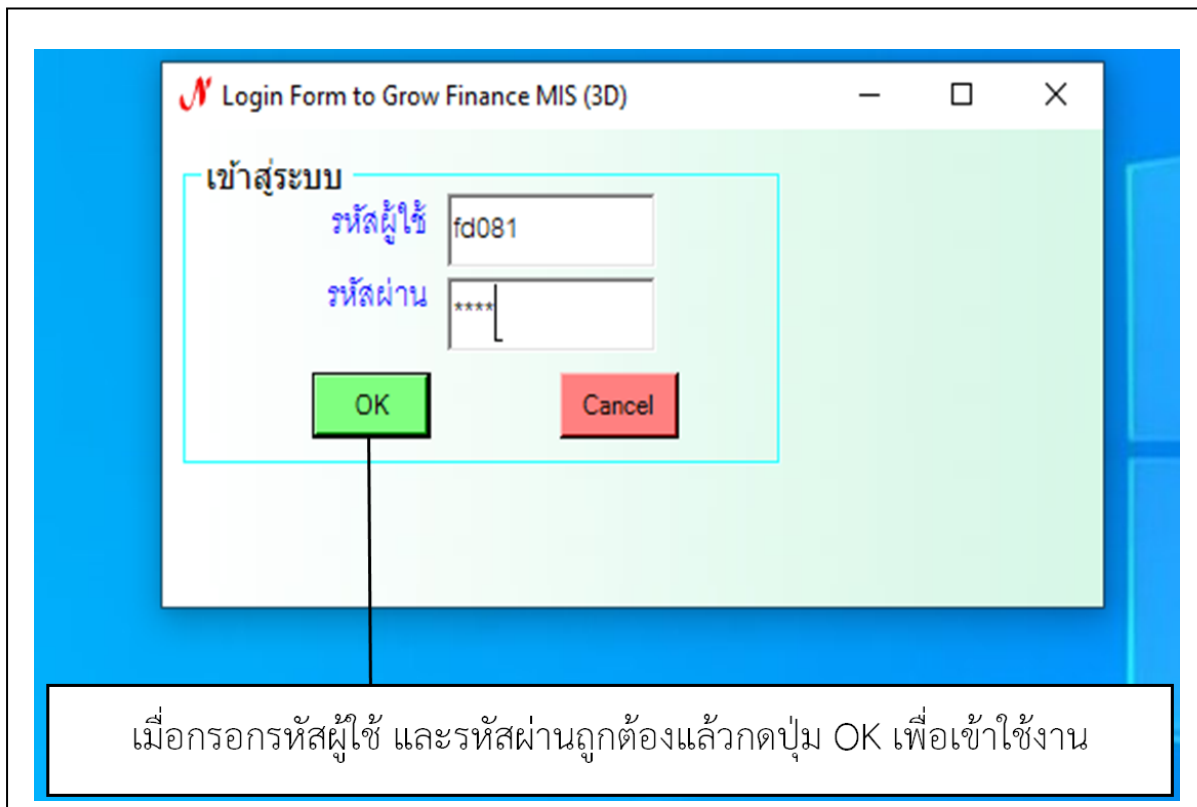 Login Form to Grow Finance MIS (3D)
เข้าสู่ระบบ
รหัสผู้ใช้ fd081
รหัสผ่าน ****
OK Cancel
เมื่อกรอกรหัสผู้ใช้ และรหัสผ่านถูกต้องแล้วกดปุ่ม OK เพื่อเข้าใช้งาน